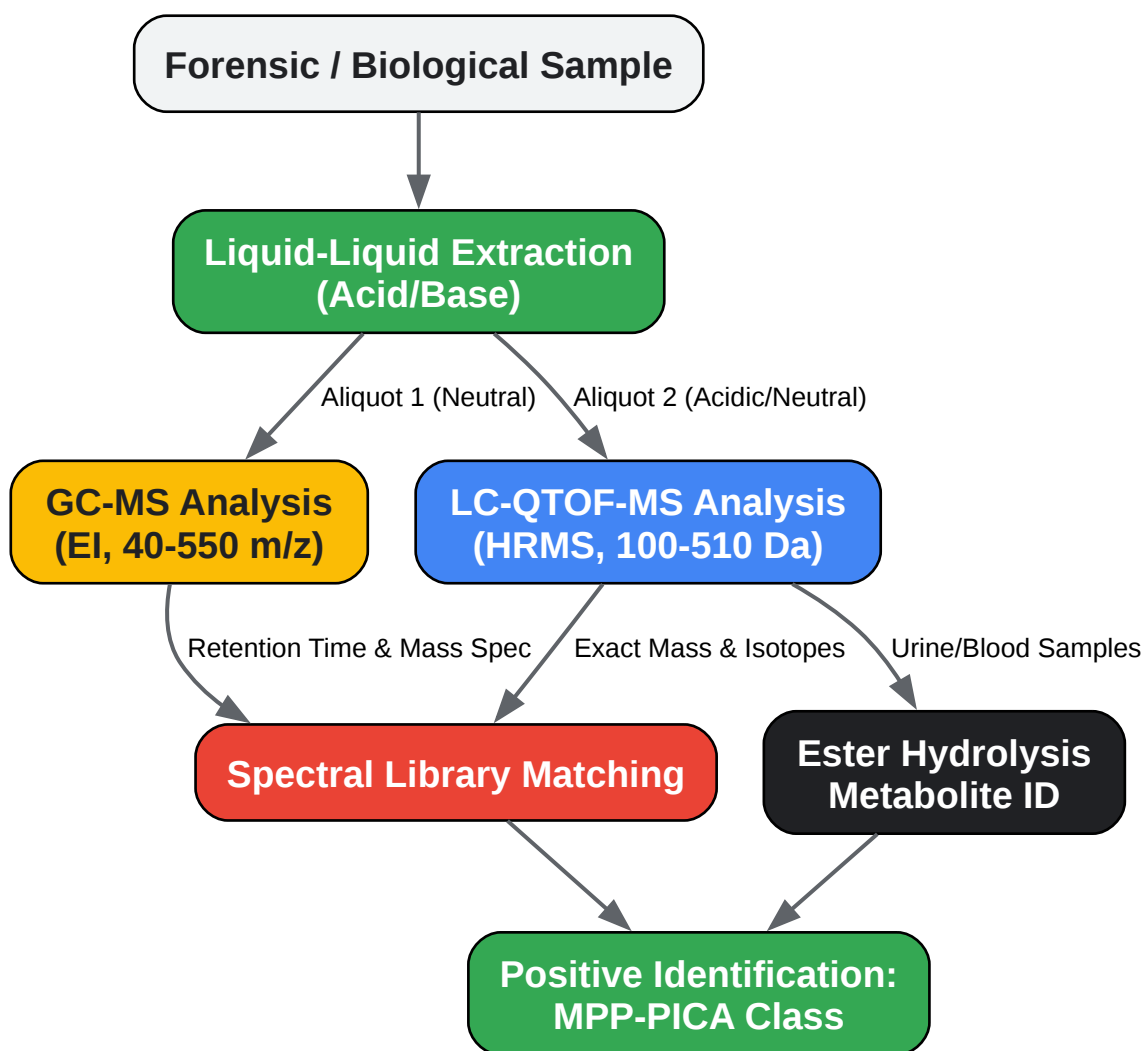 Forensic / Biological Sample
Liquid-Liquid Extraction
(Acid/Base)
Aliquot 1 (Neutral)
Aliquot 2 (Acidic/Neutral)
GC-MS Analysis
(EI, 40-550 m/z)
LC-QTOF-MS Analysis
(HRMS, 100-510 Da)
Retention Time & Mass Spec
Exact Mass & Isotopes
Urine/Blood Samples
Spectral Library Matching
Ester Hydrolysis
Metabolite ID
Positive Identification:
MPP-PICA Class